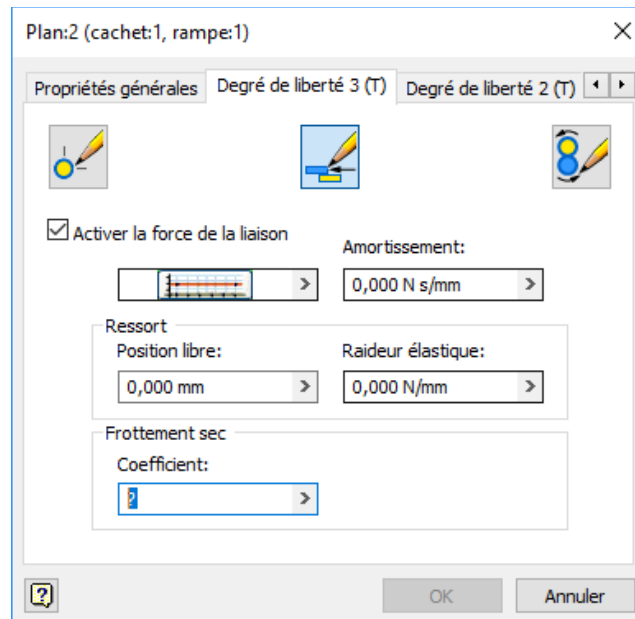 Plan:2 (cachet:1, rampe:1)
Propriétés générales Degré de liberté 3 (T) Degré de liberté 2 (T)
Activer la force de la liaison
Amortissement:
0,000 N s/mm
Ressort
Position libre: Raideur élastique:
0,000 mm 0,000 N/mm
Frottement sec
Coefficient:
?
OK Annuler